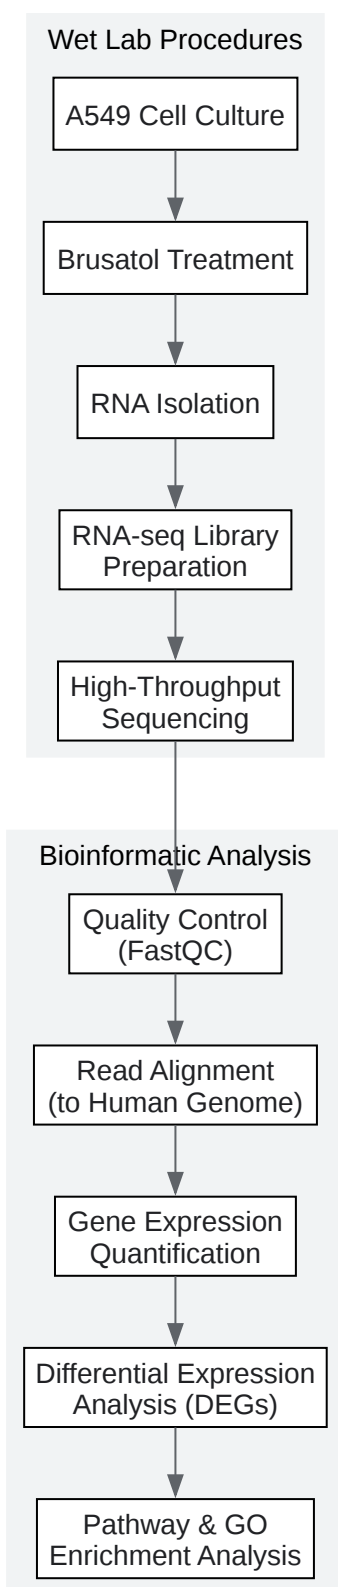 Wet Lab Procedures
A549 Cell Culture
Brusatol Treatment
RNA Isolation
RNA-seq Library
Preparation
High-Throughput
Sequencing
Bioinformatic Analysis
Quality Control
(FastQC)
Read Alignment
(to Human Genome)
Gene Expression
Quantification
Differential Expression
Analysis (DEGs)
Pathway & GO
Enrichment Analysis